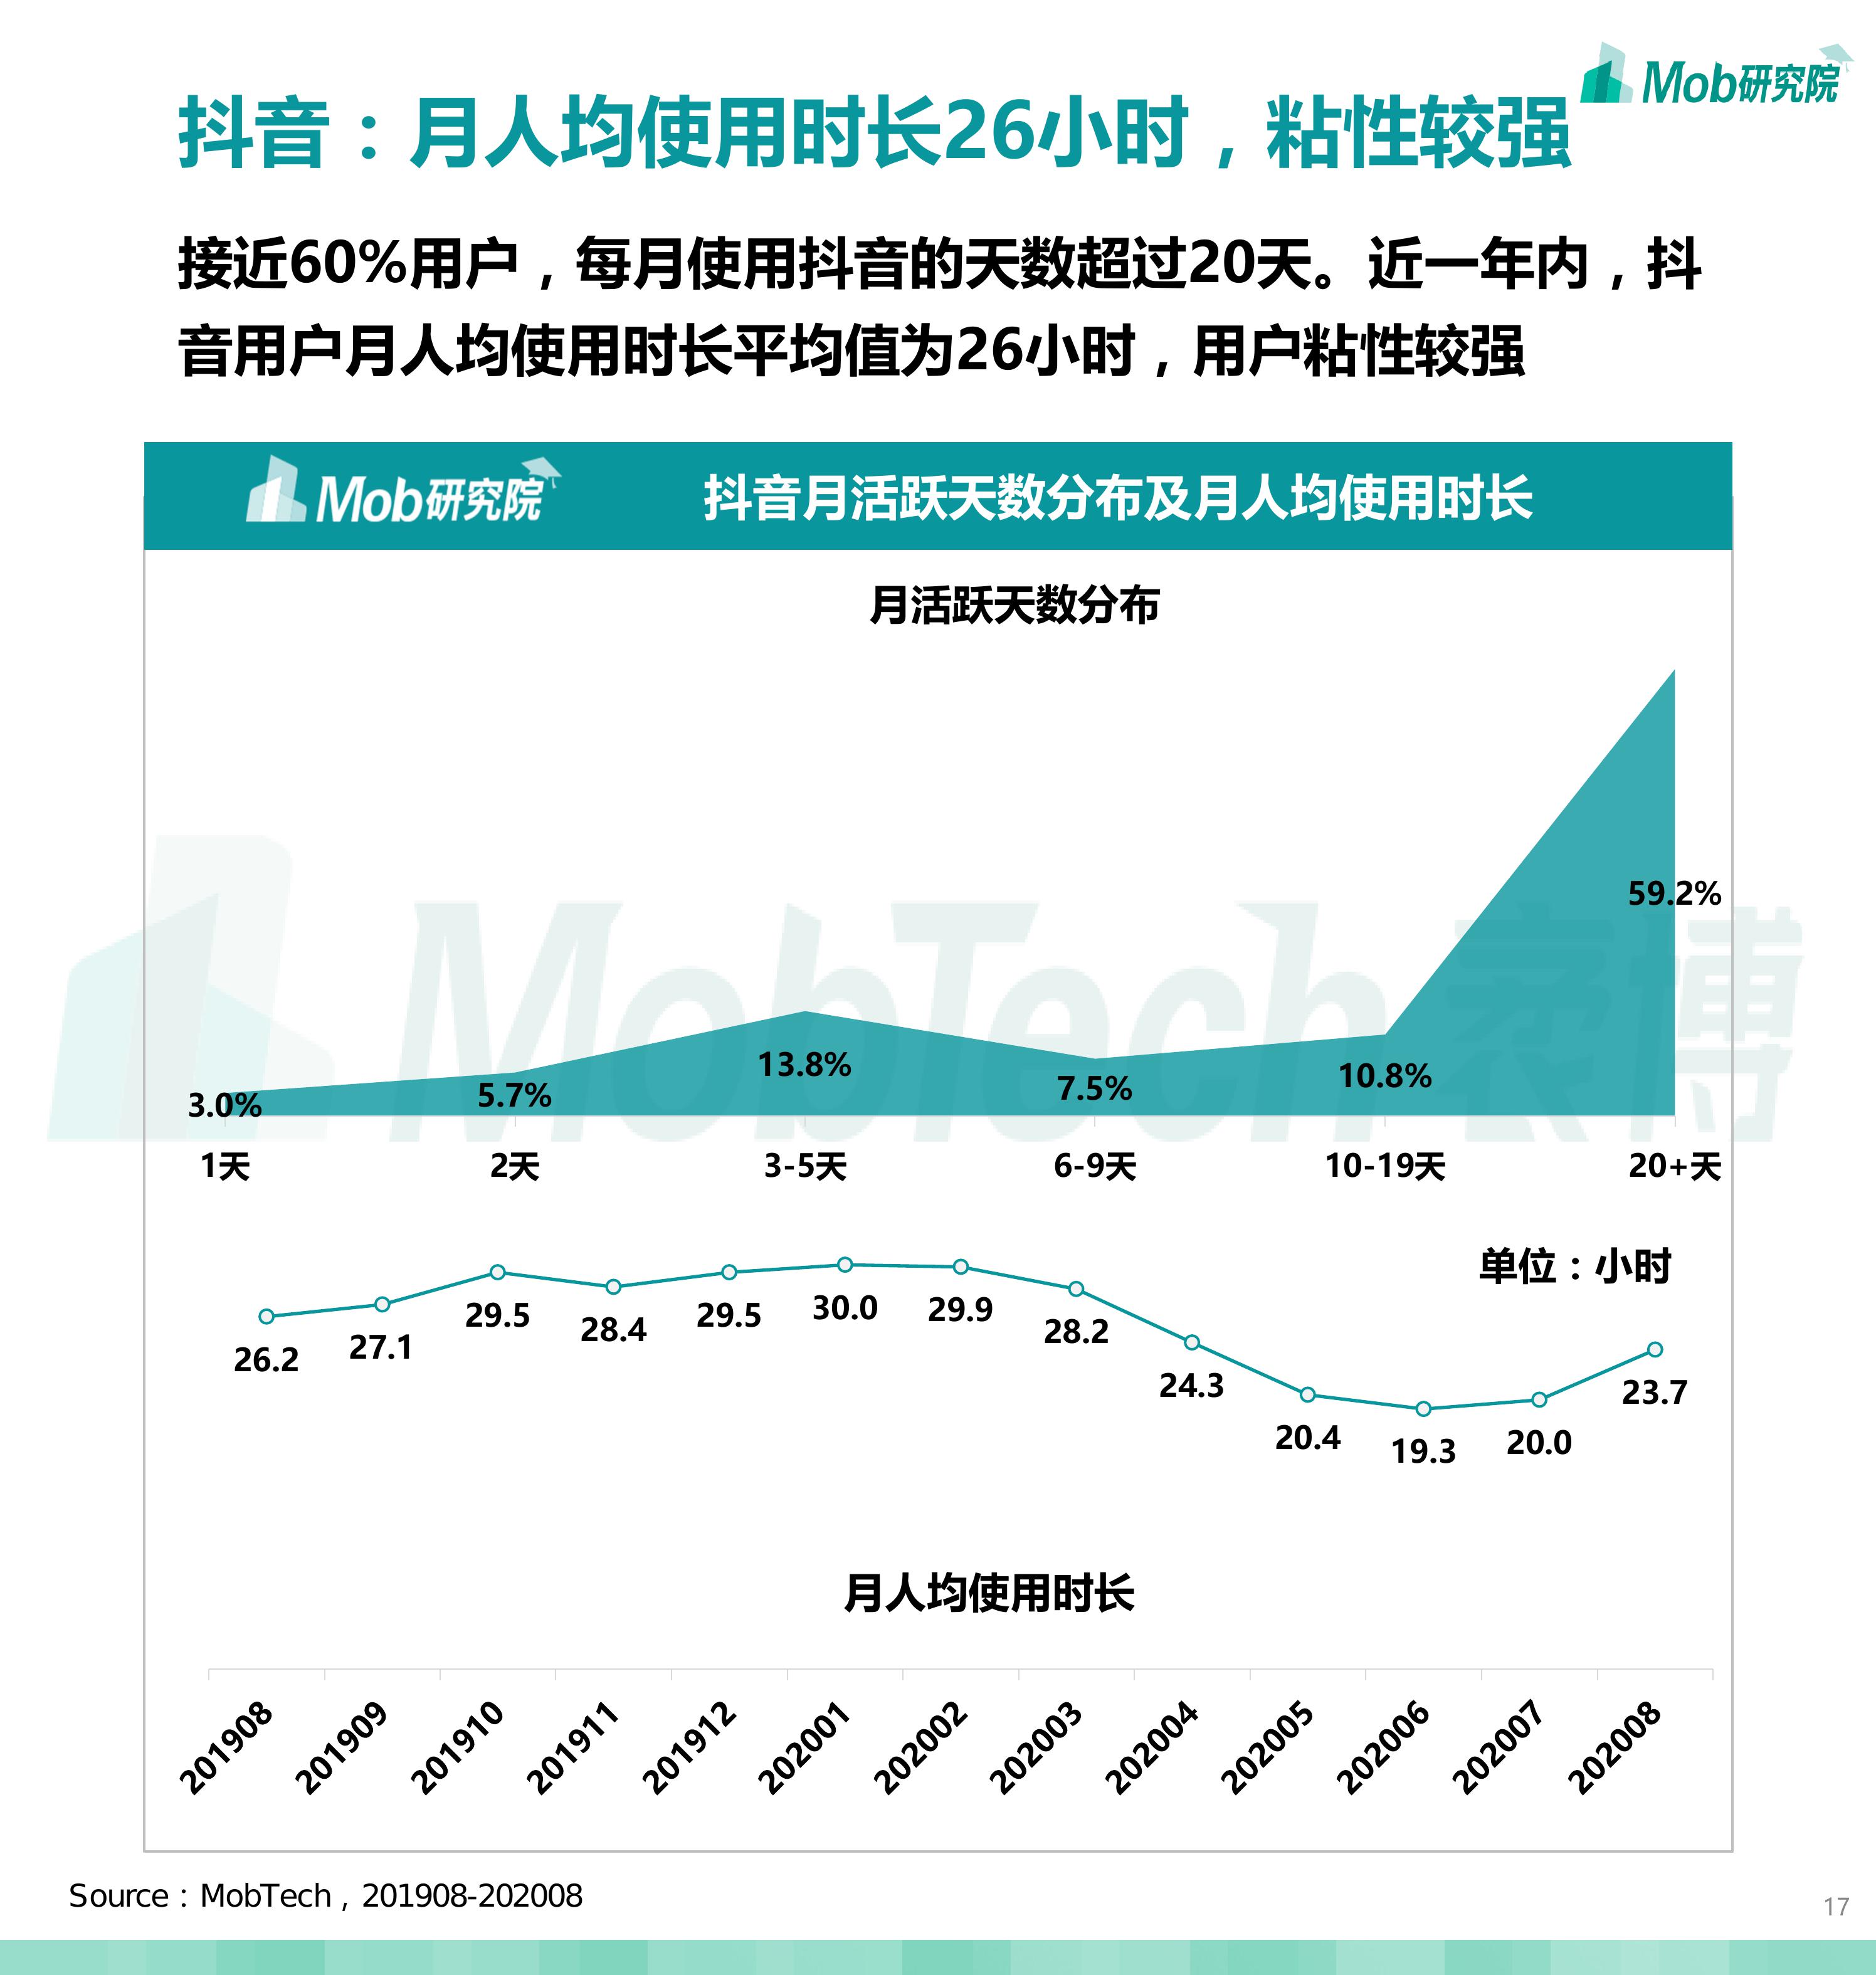 Mob研究院
抖音：月人均使用时长26小时，粘性较强
接近60%用户，每月使用抖音的天数超过20天。近一年内，抖
音用户月人均使用时长平均值为26小时，用户粘性较强
Mob研究院
抖音月活跃天数分布及月人均使用时长
月活跃天数分布
MobTech 袤博
3.0%
5.7%
13.8%
7.5%
10.8%
59.2%
1天
2天
3-5天
6-9天
10-19天
20+天
单位：小时
26.2
27.1
29.5
28.4
29.5
30.0
29.9
28.2
24.3
20.4
19.3
20.0
23.7
月人均使用时长
201908
201909
201910
201911
201912
202001
202002
202003
202004
202005
202006
202007
202008
Source：MobTech，201908-202008
17